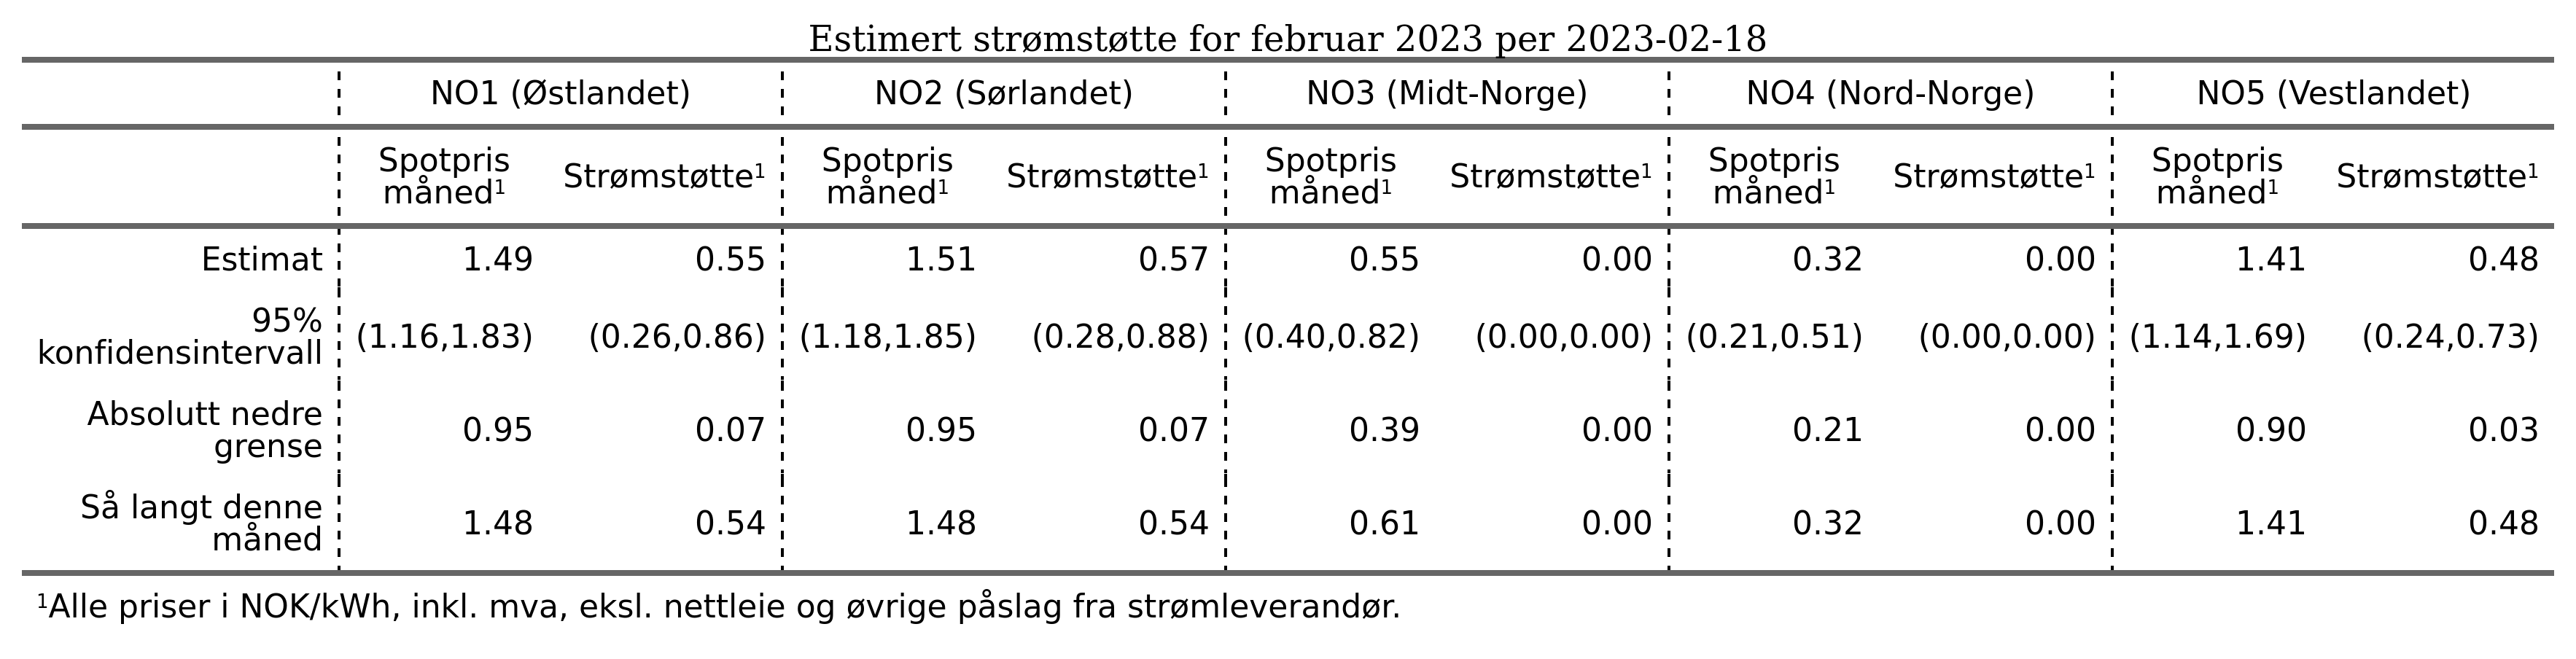 Estimert strømstøtte for februar 2023 per 2023-02-18
NO1 (Østlandet) NO2 (Sørlandet) NO3 (Midt-Norge) NO4 (Nord-Norge) NO5 (Vestlandet)
Spotpris måned¹ Strømstøtte¹ Spotpris måned¹ Strømstøtte¹ Spotpris måned¹ Strømstøtte¹ Spotpris måned¹ Strømstøtte¹ Spotpris måned¹ Strømstøtte¹
Estimat 1.49 0.55 1.51 0.57 0.55 0.00 0.32 0.00 1.41 0.48
95% konfidensintervall (1.16,1.83) (0.26,0.86) (1.18,1.85) (0.28,0.88) (0.40,0.82) (0.00,0.00) (0.21,0.51) (0.00,0.00) (1.14,1.69) (0.24,0.73)
Absolutt nedre grense 0.95 0.07 0.95 0.07 0.39 0.00 0.21 0.00 0.90 0.03
Så langt denne måned 1.48 0.54 1.48 0.54 0.61 0.00 0.32 0.00 1.41 0.48
¹Alle priser i NOK/kWh, inkl. mva, eksl. nettleie og øvrige påslag fra strømleverandør.